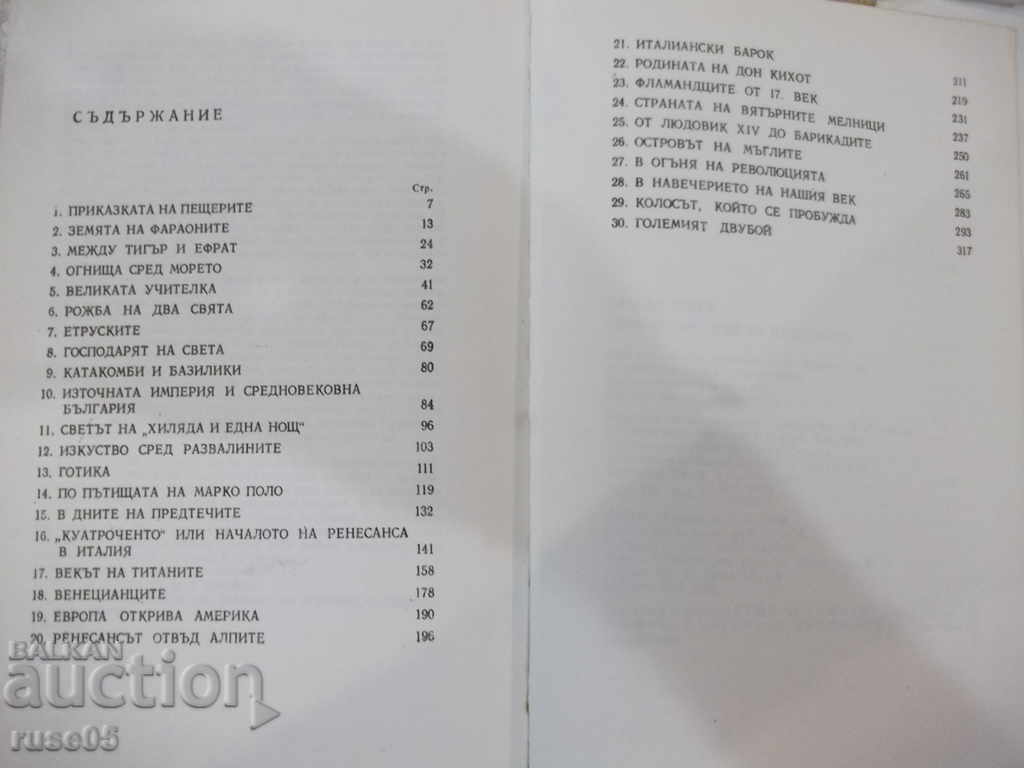 СЪДЪРЖАНИЕ
Стр.
1. ПРИКАЗКАТА НА ПЕЩЕРИТЕ 7
2. ЗЕМЯТА НА ФАРАОНИТЕ 13
3. МЕЖДУ ТИГЪР И ЕФРАТ 24
4. ОГНИЩА СРЕД МОРЕТО 32
5. ВЕЛИКАТА УЧИТЕЛКА 41
6. РОЖБА НА ДВА СВЯТА 62
7. ЕТРУСКИТЕ 67
8. ГОСПОДАРЯТ НА СВЕТА 69
9. КАТАКОМБИ И БАЗИЛИКИ 80
10. ИЗТОЧНАТА ИМПЕРИЯ И СРЕДНОВЕКОВНА
БЪЛГАРИЯ 84
11. СВЕТЪТ НА „ХИЛЯДА И ЕДНА НОЩ“ 96
12. ИЗКУСТВО СРЕД РАЗВАЛИНИТЕ 103
13. ГОТИКА 111
14. ПО ПЪТИЩАТА НА МАРКО ПОЛО 119
15. В ДНИТЕ НА ПРЕДТЕЧИТЕ 132
16. „КУАТРОЧЕНТО“ ИЛИ НАЧАЛОТО НА РЕНЕСАНСА
В ИТАЛИЯ 141
17. ВЕКЪТ НА ТИТАНИТЕ 158
18. ВЕНЕЦИАНЦИТЕ 178
19. ЕВРОПА ОТКРИВА АМЕРИКА 190
20. РЕНЕСАНСЪТ ОТВЪД АЛПИТЕ 196
21. ИТАЛИАНСКИ БАРОК 211
22. РОДИНАТА НА ДОН КИХОТ 219
23. ФЛАМАНДЦИТЕ ОТ 17. ВЕК 231
24. СТРАНАТА НА ВЯТЪРНИТЕ МЕЛНИЦИ 237
25. ОТ ЛЮДОВИК XIV ДО БАРИКАДИТЕ 250
26. ОСТРОВЪТ НА МЪГЛИТЕ 261
27. В ОГЪНЯ НА РЕВОЛЮЦИЯТА 265
28. В НАВЕЧЕРИЕТО НА НАШИЯ ВЕК 283
29. КОЛОСЪТ, КОЙТО СЕ ПРОБУЖДА 293
30. ГОЛЕМИЯТ ДВУБОЙ 317
BALKAN
auction
ruse05